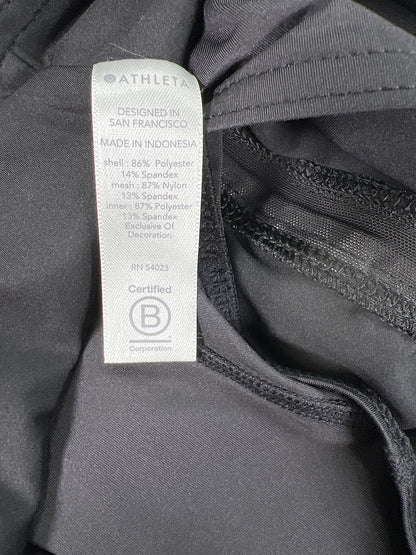 ATHLETA
DESIGNED IN
SAN FRANCISCO
MADE IN INDONESIA
shell : 86% Polyester
14% Spandex
mesh : 87% Nylon
13% Spandex
inner : 87% Polyester
13% Spandex
Exclusive Of
Decoration
RN 54023
Certified
B
Corporation